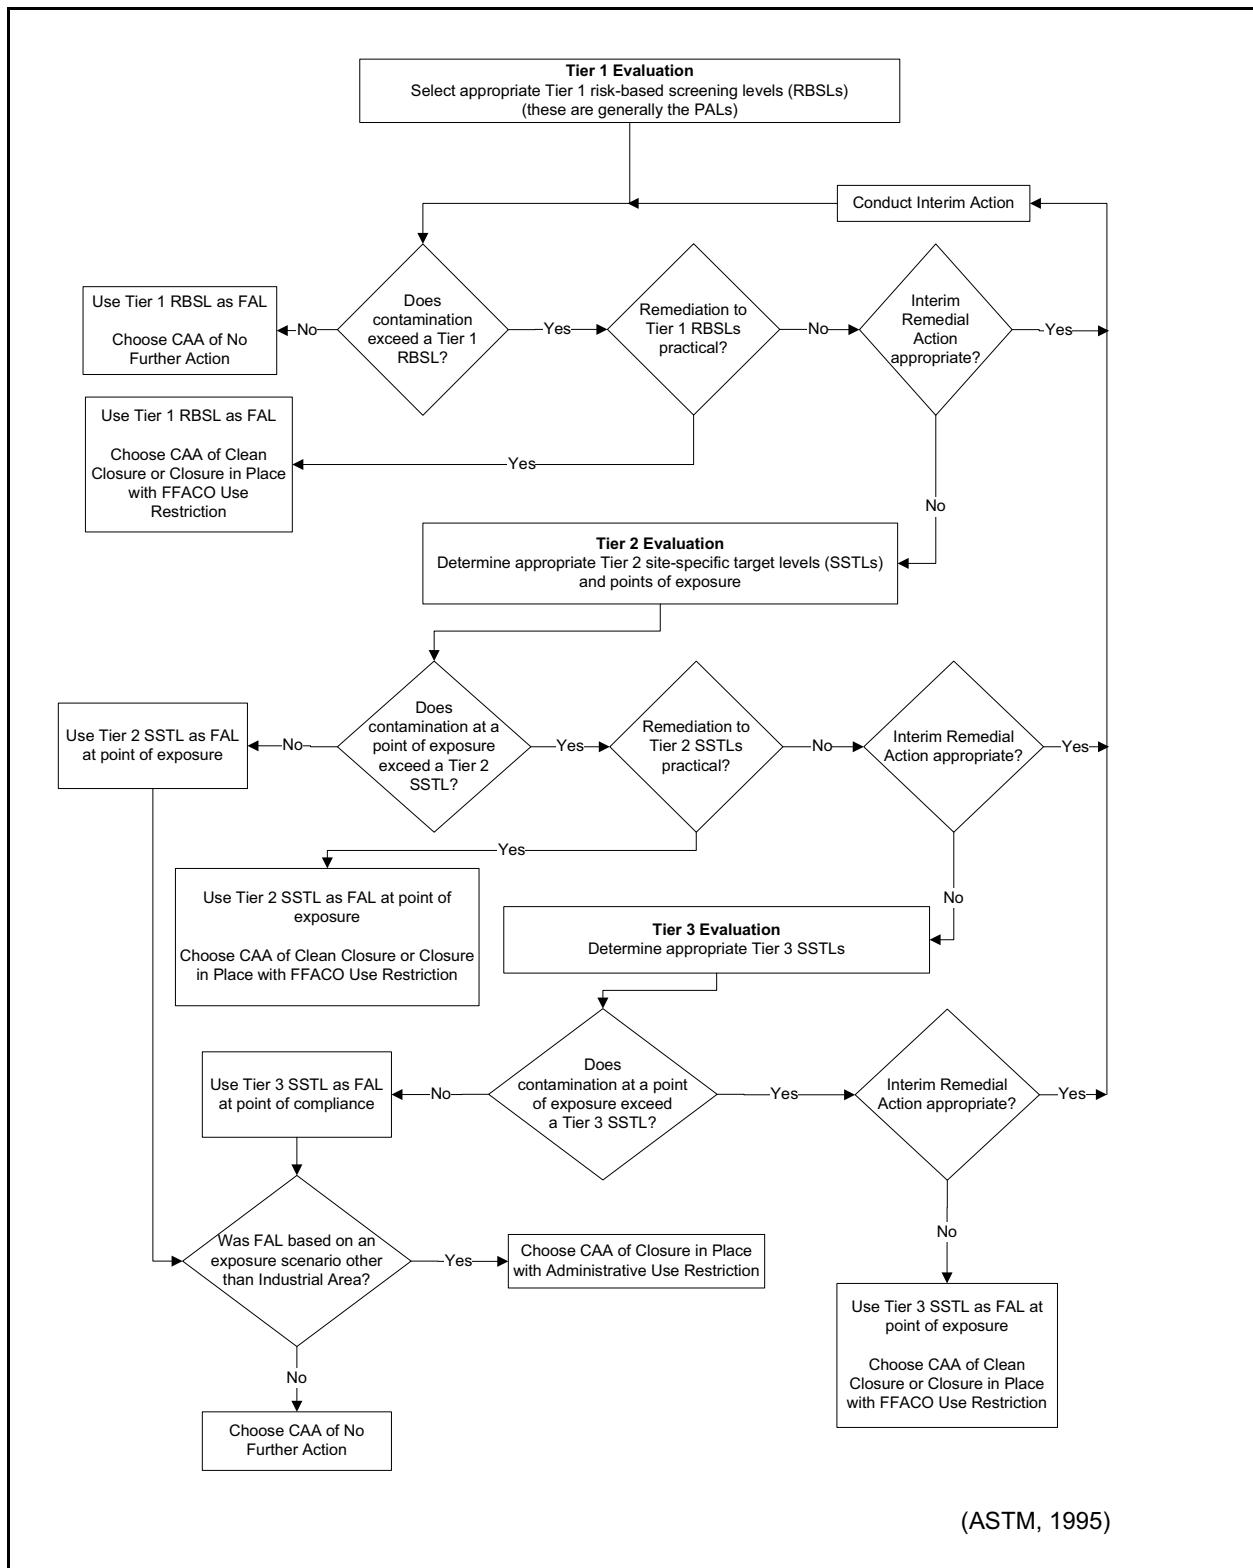 Tier 1 Evaluation
Select appropriate Tier 1 risk-based screening levels (RBSLs)
(these are generally the PALs)
Conduct Interim Action
Use Tier 1 RBSL as FAL
Choose CAA of No
Further Action
No
Does
contamination
exceed a Tier 1
RBSL?
Yes
Remediation to
Tier 1 RBSLs
practical?
No
Interim
Remedial
Action
appropriate?
Yes
Use Tier 1 RBSL as FAL
Choose CAA of Clean
Closure or Closure in Place
with FFACO Use
Restriction
Yes
No
Tier 2 Evaluation
Determine appropriate Tier 2 site-specific target levels (SSTLs)
and points of exposure
Use Tier 2 SSTL as FAL
at point of exposure
No
Does
contamination at a
point of exposure
exceed a Tier 2
SSTL?
Yes
Remediation to
Tier 2 SSTLs
practical?
No
Interim Remedial
Action appropriate?
Yes
Yes
Use Tier 2 SSTL as FAL at point of
exposure
Choose CAA of Clean Closure or Closure
in Place with FFACO Use Restriction
No
Tier 3 Evaluation
Determine appropriate Tier 3 SSTLs
Use Tier 3 SSTL as FAL
at point of compliance
No
Does
contamination at a point
of exposure exceed
a Tier 3 SSTL?
Yes
Interim Remedial
Action appropriate?
Yes
Was FAL based on an
exposure scenario other
than Industrial Area?
Yes
Choose CAA of Closure in Place
with Administrative Use Restriction
No
Use Tier 3 SSTL as FAL at
point of exposure
Choose CAA of Clean
Closure or Closure in Place
with FFACO Use Restriction
No
Choose CAA of No
Further Action
(ASTM, 1995)